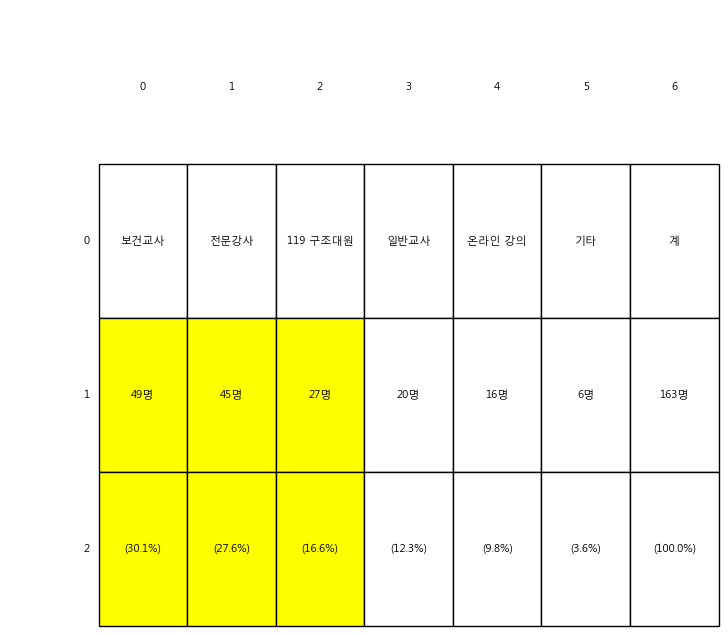 0 1 2 3 4 5 6
0 보건교사 전문강사 119 구조대원 일반교사 온라인 강의 기타 계
1 49명 45명 27명 20명 16명 6명 163명
2 (30.1%) (27.6%) (16.6%) (12.3%) (9.8%) (3.6%) (100.0%)